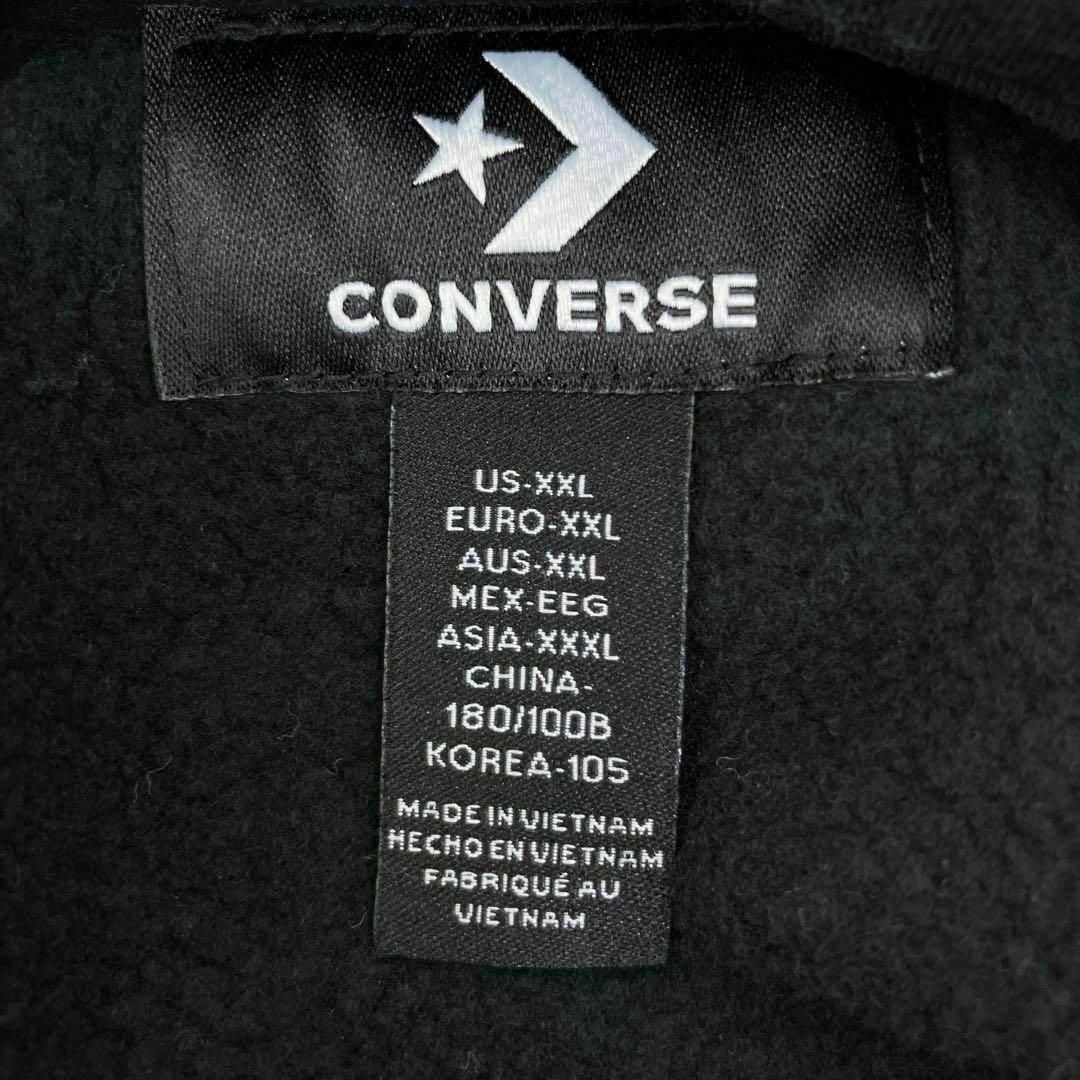 CONVERSE
US-XXL
EURO-XXL
AUS-XXL
MEX-EEG
ASIA-XXXL
CHINA-
180/100B
KOREA-105
MADE IN VIETNAM
HECHO EN VIETNAM
FABRIQUÉ AU
VIETNAM